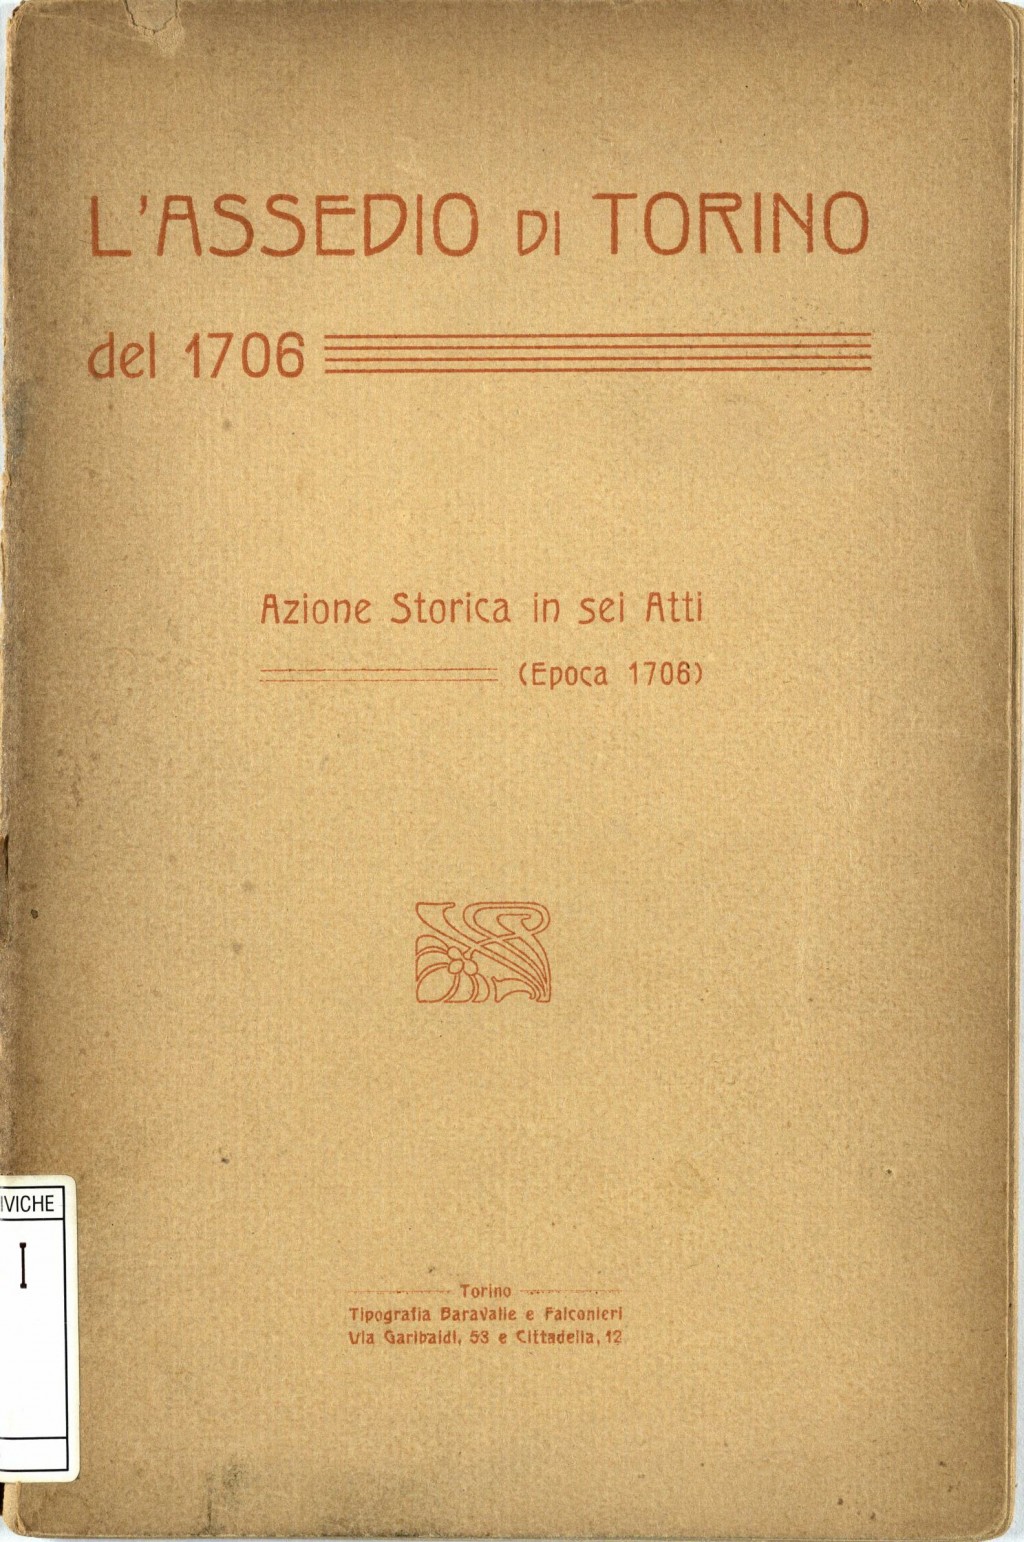 L'ASSEDIO DI TORINO
del 1706
Azione Storica in sei Atti
(Epoca 1706)
IVICHE
I
Torino
Tipografia Baravalle e Falconieri
Via Garibaldi, 53 e Cittadella, 12